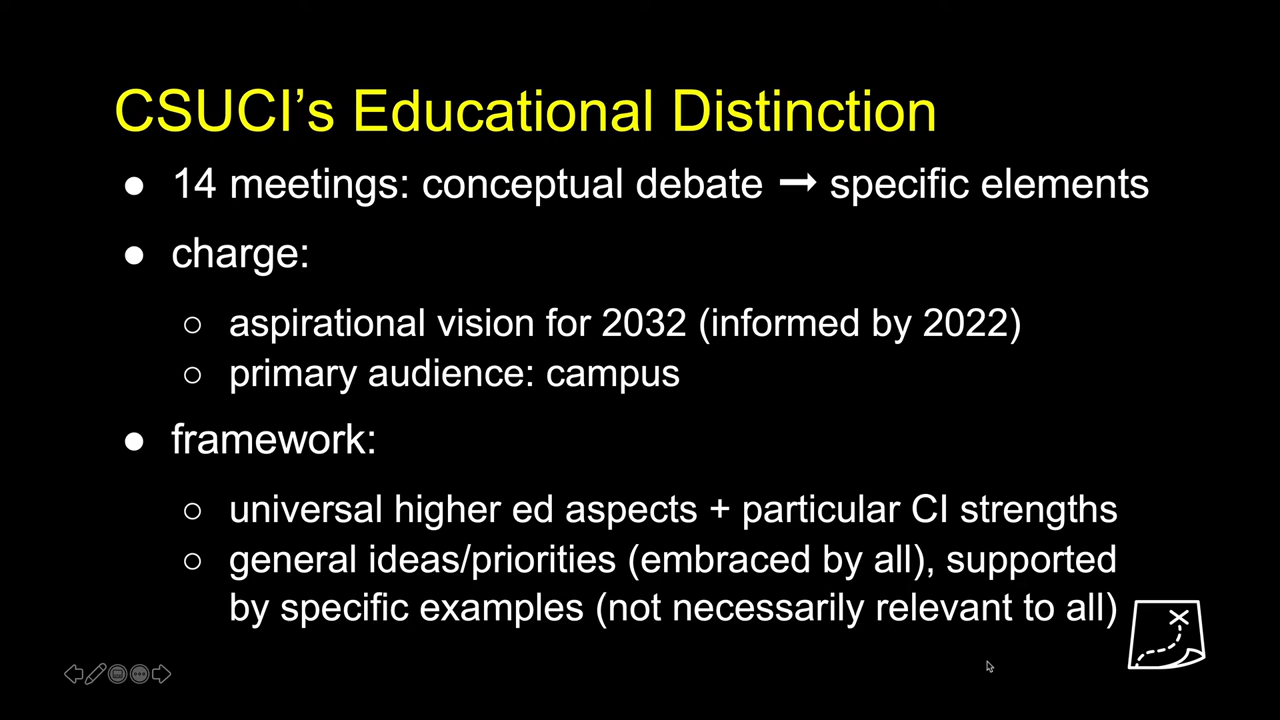 CSUCI’s Educational Distinction
● 14 meetings: conceptual debate ➞ specific elements
● charge:
○ aspirational vision for 2032 (informed by 2022)
○ primary audience: campus
● framework:
○ universal higher ed aspects + particular CI strengths
○ general ideas/priorities (embraced by all), supported
by specific examples (not necessarily relevant to all)